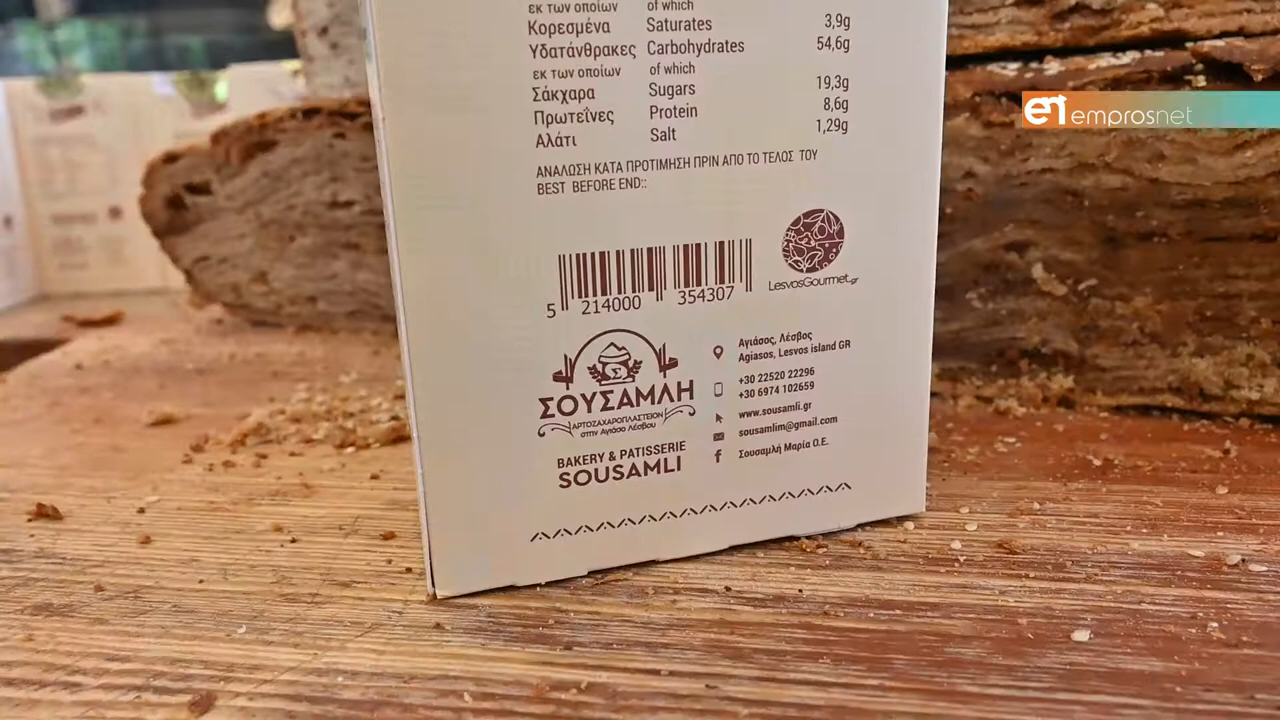 εκ των οποίων of which
Κορεσμένα Saturates 3,9g
Υδατάνθρακες Carbohydrates 54,6g
εκ των οποίων of which
Σάκχαρα Sugars 19,3g
Πρωτεΐνες Protein 8,6g
Αλάτι Salt 1,29g
ΑΝΑΛΩΣΗ ΚΑΤΑ ΠΡΟΤΙΜΗΣΗ ΠΡΙΝ ΑΠΟ ΤΟ ΤΕΛΟΣ ΤΟΥ
BEST BEFORE END::
5 214000 354307
LesvosGourmet.gr
ΣΟΥΣΑΜΛΗ
ΑΡΤΟΖΑΧΑΡΟΠΛΑΣΤΕΙΟΝ
στην Αγιάσο Λέσβου
BAKERY & PATISSERIE
SOUSAMLI
Αγιάσος, Λέσβος
Agiasos, Lesvos island GR
+30 22520 22296
+30 6974 102659
www.sousamli.gr
sousamlim@gmail.com
Σουσαμλή Μαρία Ο.Ε.
en emprosnet